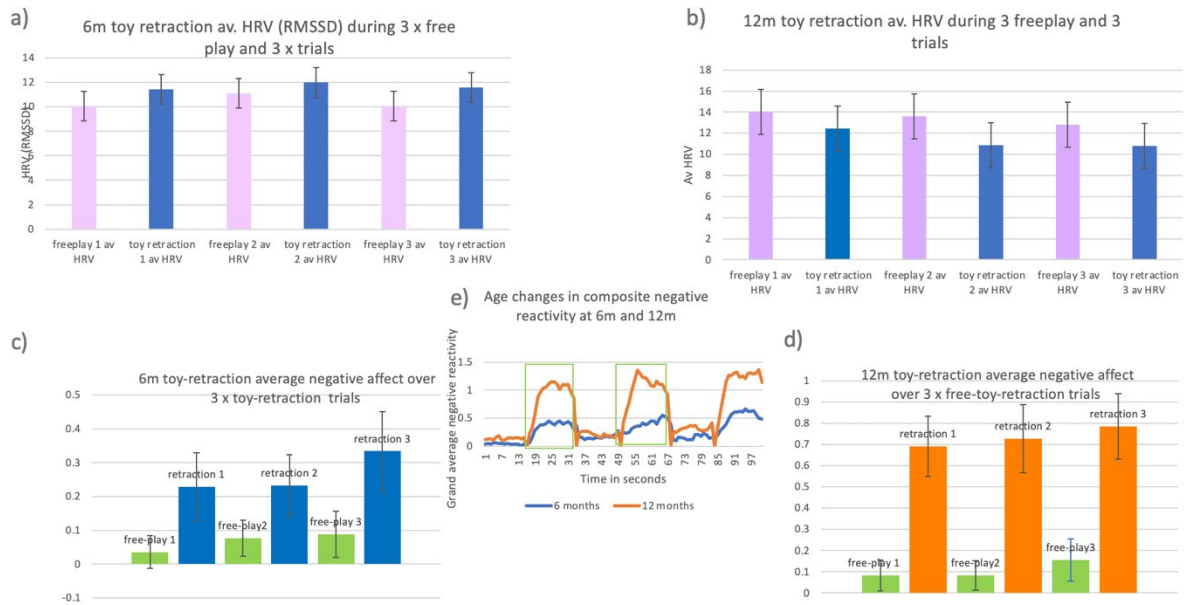 a)
6m toy retraction av. HRV (RMSSD) during 3 x free
play and 3 x trials
HRV (RMSSD)
14
12
10
8
6
4
2
0
freeplay 1 av
HRV
toy retraction
1 av HRV
freeplay 2 av
HRV
toy retraction
2 av HRV
freeplay 3 av
HRV
toy retraction
3 av HRV
b)
12m toy retraction av. HRV during 3 freeplay and 3
trials
Av HRV
18
16
14
12
10
8
6
4
2
0
freeplay 1 av
HRV
toy retraction
1 av HRV
freeplay 2 av
HRV
toy retraction
2 av HRV
freeplay 3 av
HRV
toy retraction
3 av HRV
c)
6m toy-retraction average negative affect over
3 x toy-retraction trials
0.5
0.4
0.3
0.2
0.1
0
-0.1
free-play 1
retraction 1
free-play2
retraction 2
free-play 3
retraction 3
e)
Age changes in composite negative
reactivity at 6m and 12m
Grand average negative reactivity
1.5
1
0.5
0
1 7 13 19 25 31 37 43 49 55 61 67 73 79 85 91 97
Time in seconds
6 months
12 months
d)
12m toy-retraction average negative affect
over 3 x free-toy-retraction trials
1
0.9
0.8
0.7
0.6
0.5
0.4
0.3
0.2
0.1
0
free-play 1
retraction 1
free-play2
retraction 2
free-play3
retraction 3